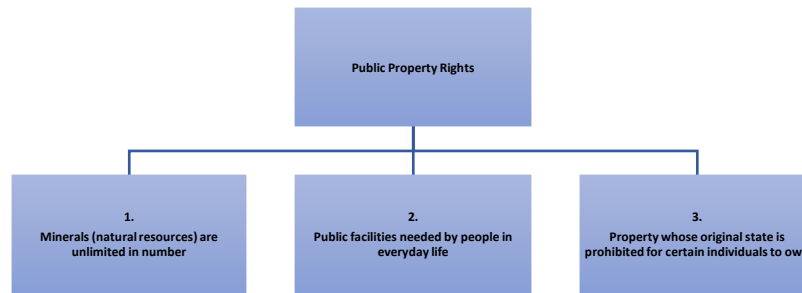 Public Property Rights
1.
Minerals (natural resources) are
unlimited in number
2.
Public facilities needed by people in
everyday life
3.
Property whose original state is
prohibited for certain individuals to ow